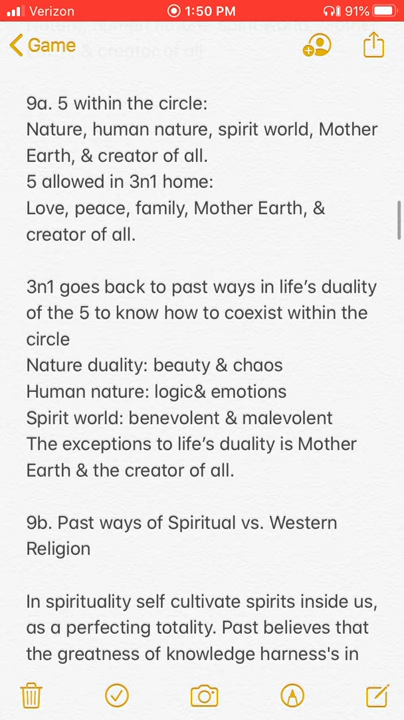 Verizon 1:50 PM 91%
Game
9a. 5 within the circle:
Nature, human nature, spirit world, Mother
Earth, & creator of all.
5 allowed in 3n1 home:
Love, peace, family, Mother Earth, &
creator of all.
3n1 goes back to past ways in life’s duality
of the 5 to know how to coexist within the
circle
Nature duality: beauty & chaos
Human nature: logic& emotions
Spirit world: benevolent & malevolent
The exceptions to life’s duality is Mother
Earth & the creator of all.
9b. Past ways of Spiritual vs. Western
Religion
In spirituality self cultivate spirits inside us,
as a perfecting totality. Past believes that
the greatness of knowledge harness's in